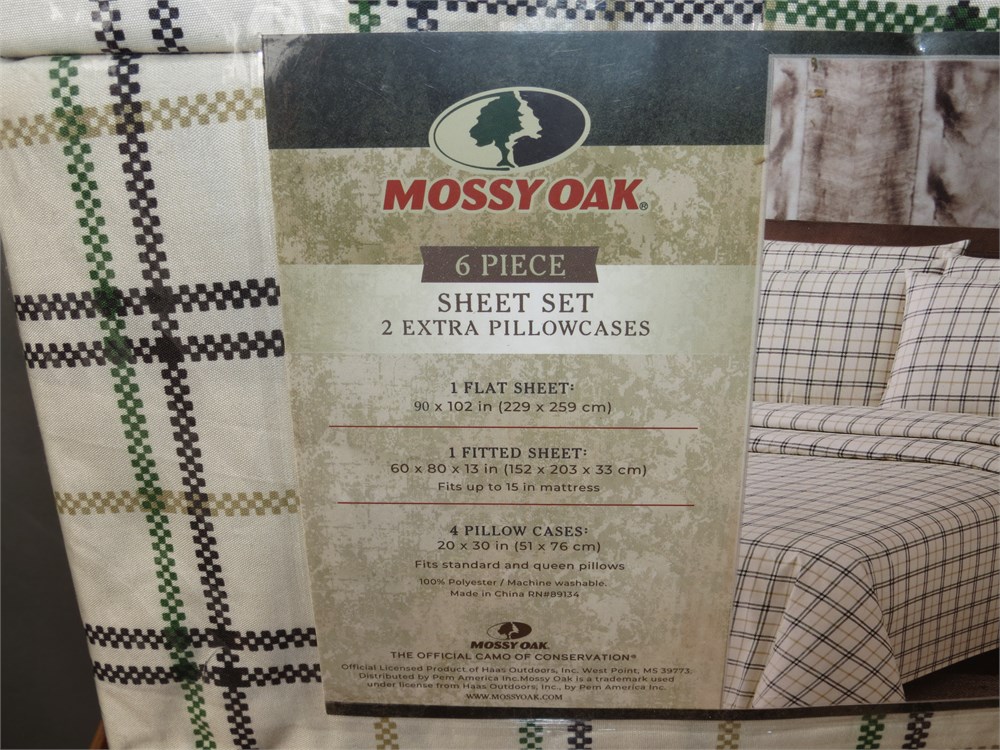 MOSSY OAK®
6 PIECE
SHEET SET
2 EXTRA PILLOWCASES
1 FLAT SHEET:
90 x 102 in (229 x 259 cm)
1 FITTED SHEET:
60 x 80 x 13 in (152 x 203 x 33 cm)
Fits up to 15 in mattress
4 PILLOW CASES:
20 x 30 in (51 x 76 cm)
Fits standard and queen pillows
100% Polyester / Machine washable.
Made in China RN#89134
MOSSY OAK.
THE OFFICIAL CAMO OF CONSERVATION®
Official Licensed Product of Haas Outdoors, Inc. West Point, MS 39773
Distributed by Pem America Inc.Mossy Oak is a trademark used
under license from Haas Outdoors, Inc., by Pem America Inc.
WWW.MOSSYOAK.COM